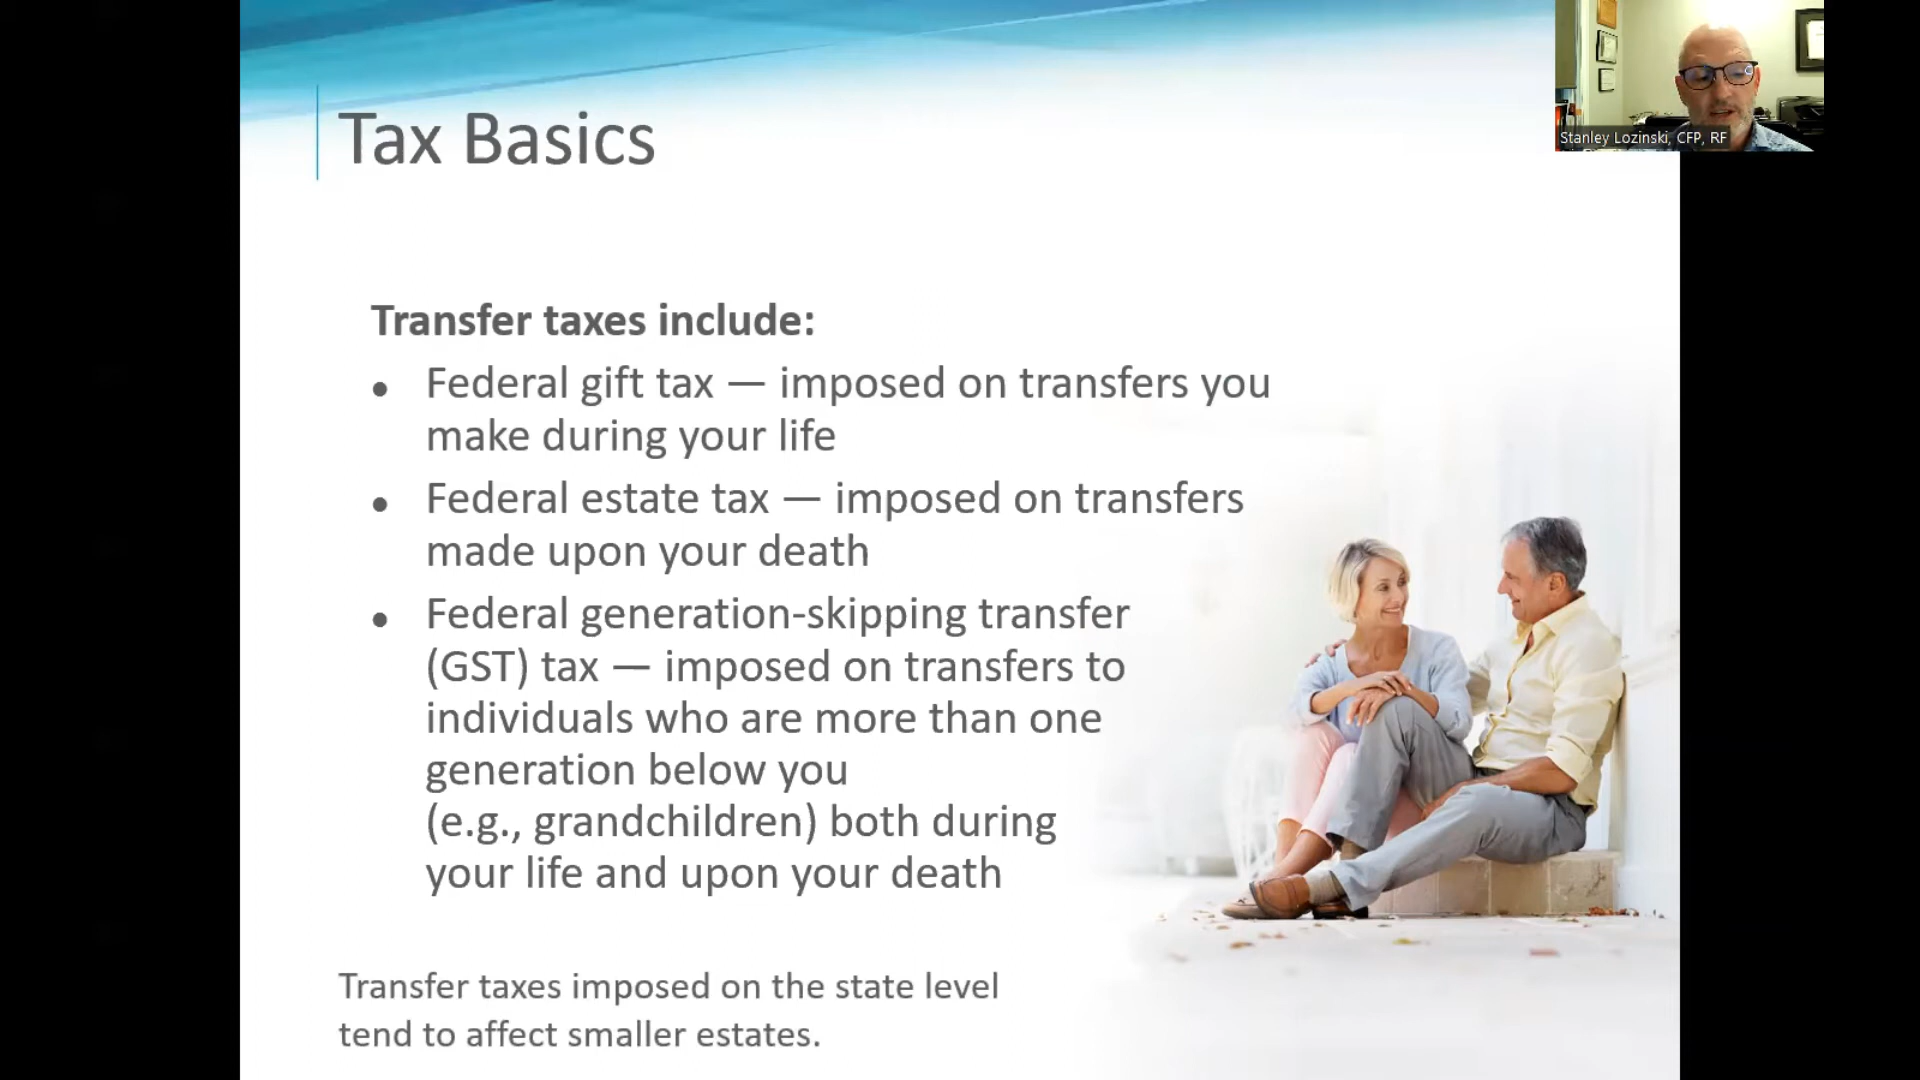 Tax Basics
Stanley Lozinski, CFP, RF
Transfer taxes include:
• Federal gift tax — imposed on transfers you
make during your life
• Federal estate tax — imposed on transfers
made upon your death
• Federal generation-skipping transfer
(GST) tax — imposed on transfers to
individuals who are more than one
generation below you
(e.g., grandchildren) both during
your life and upon your death
Transfer taxes imposed on the state level
tend to affect smaller estates.